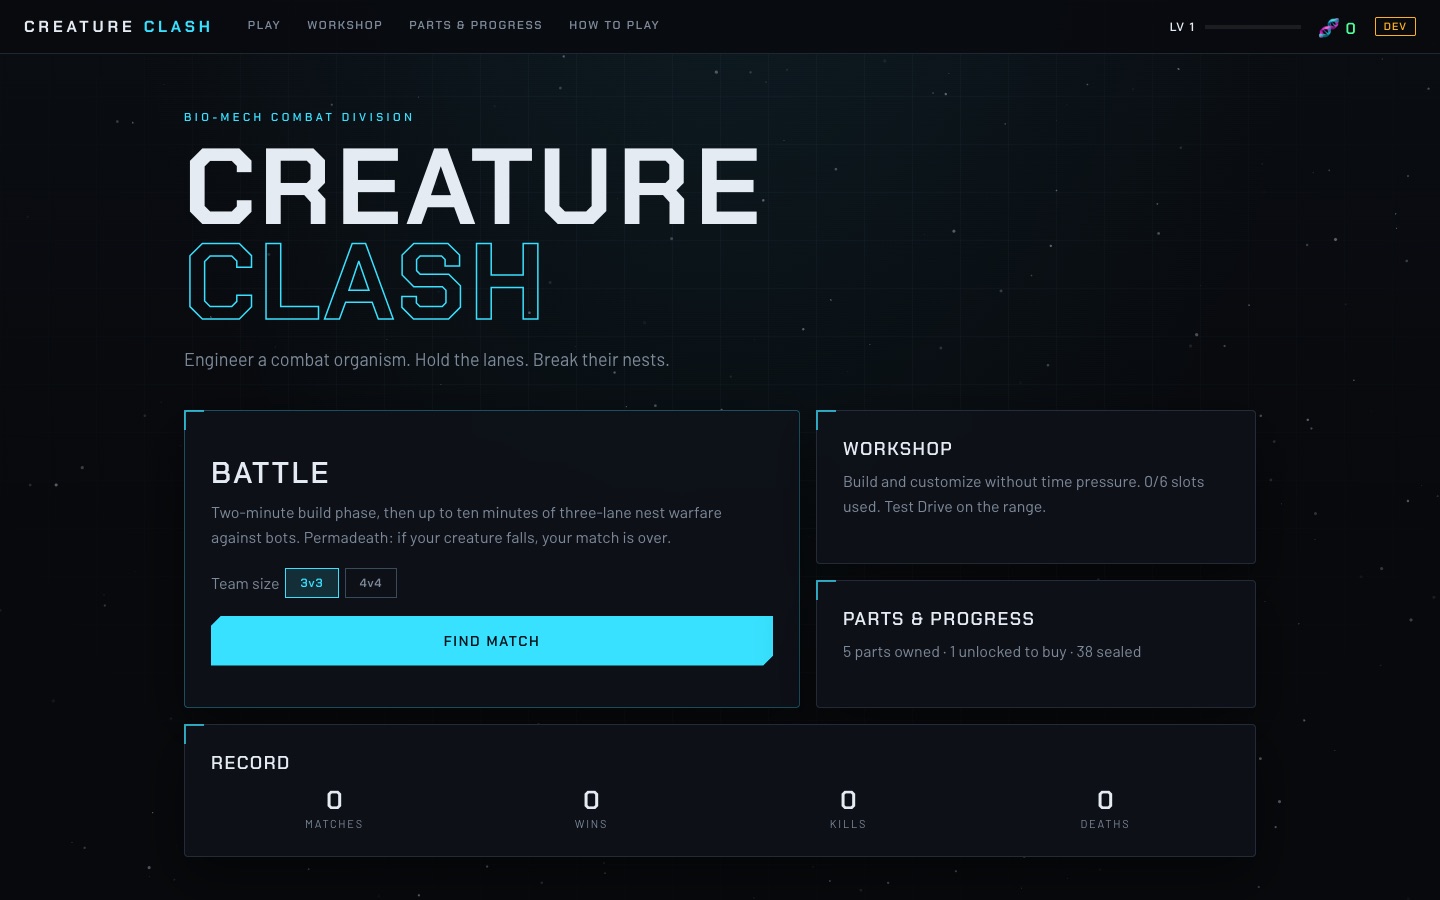 CREATURE CLASH
PLAY
WORKSHOP
PARTS & PROGRESS
HOW TO PLAY
LV 1
0
DEV
BIO-MECH COMBAT DIVISION
CREATURE
CLASH
Engineer a combat organism. Hold the lanes. Break their nests.
BATTLE
Two-minute build phase, then up to ten minutes of three-lane nest warfare
against bots. Permadeath: if your creature falls, your match is over.
Team size
3v3
4v4
FIND MATCH
WORKSHOP
Build and customize without time pressure. 0/6 slots
used. Test Drive on the range.
PARTS & PROGRESS
5 parts owned · 1 unlocked to buy · 38 sealed
RECORD
0
MATCHES
0
WINS
0
KILLS
0
DEATHS